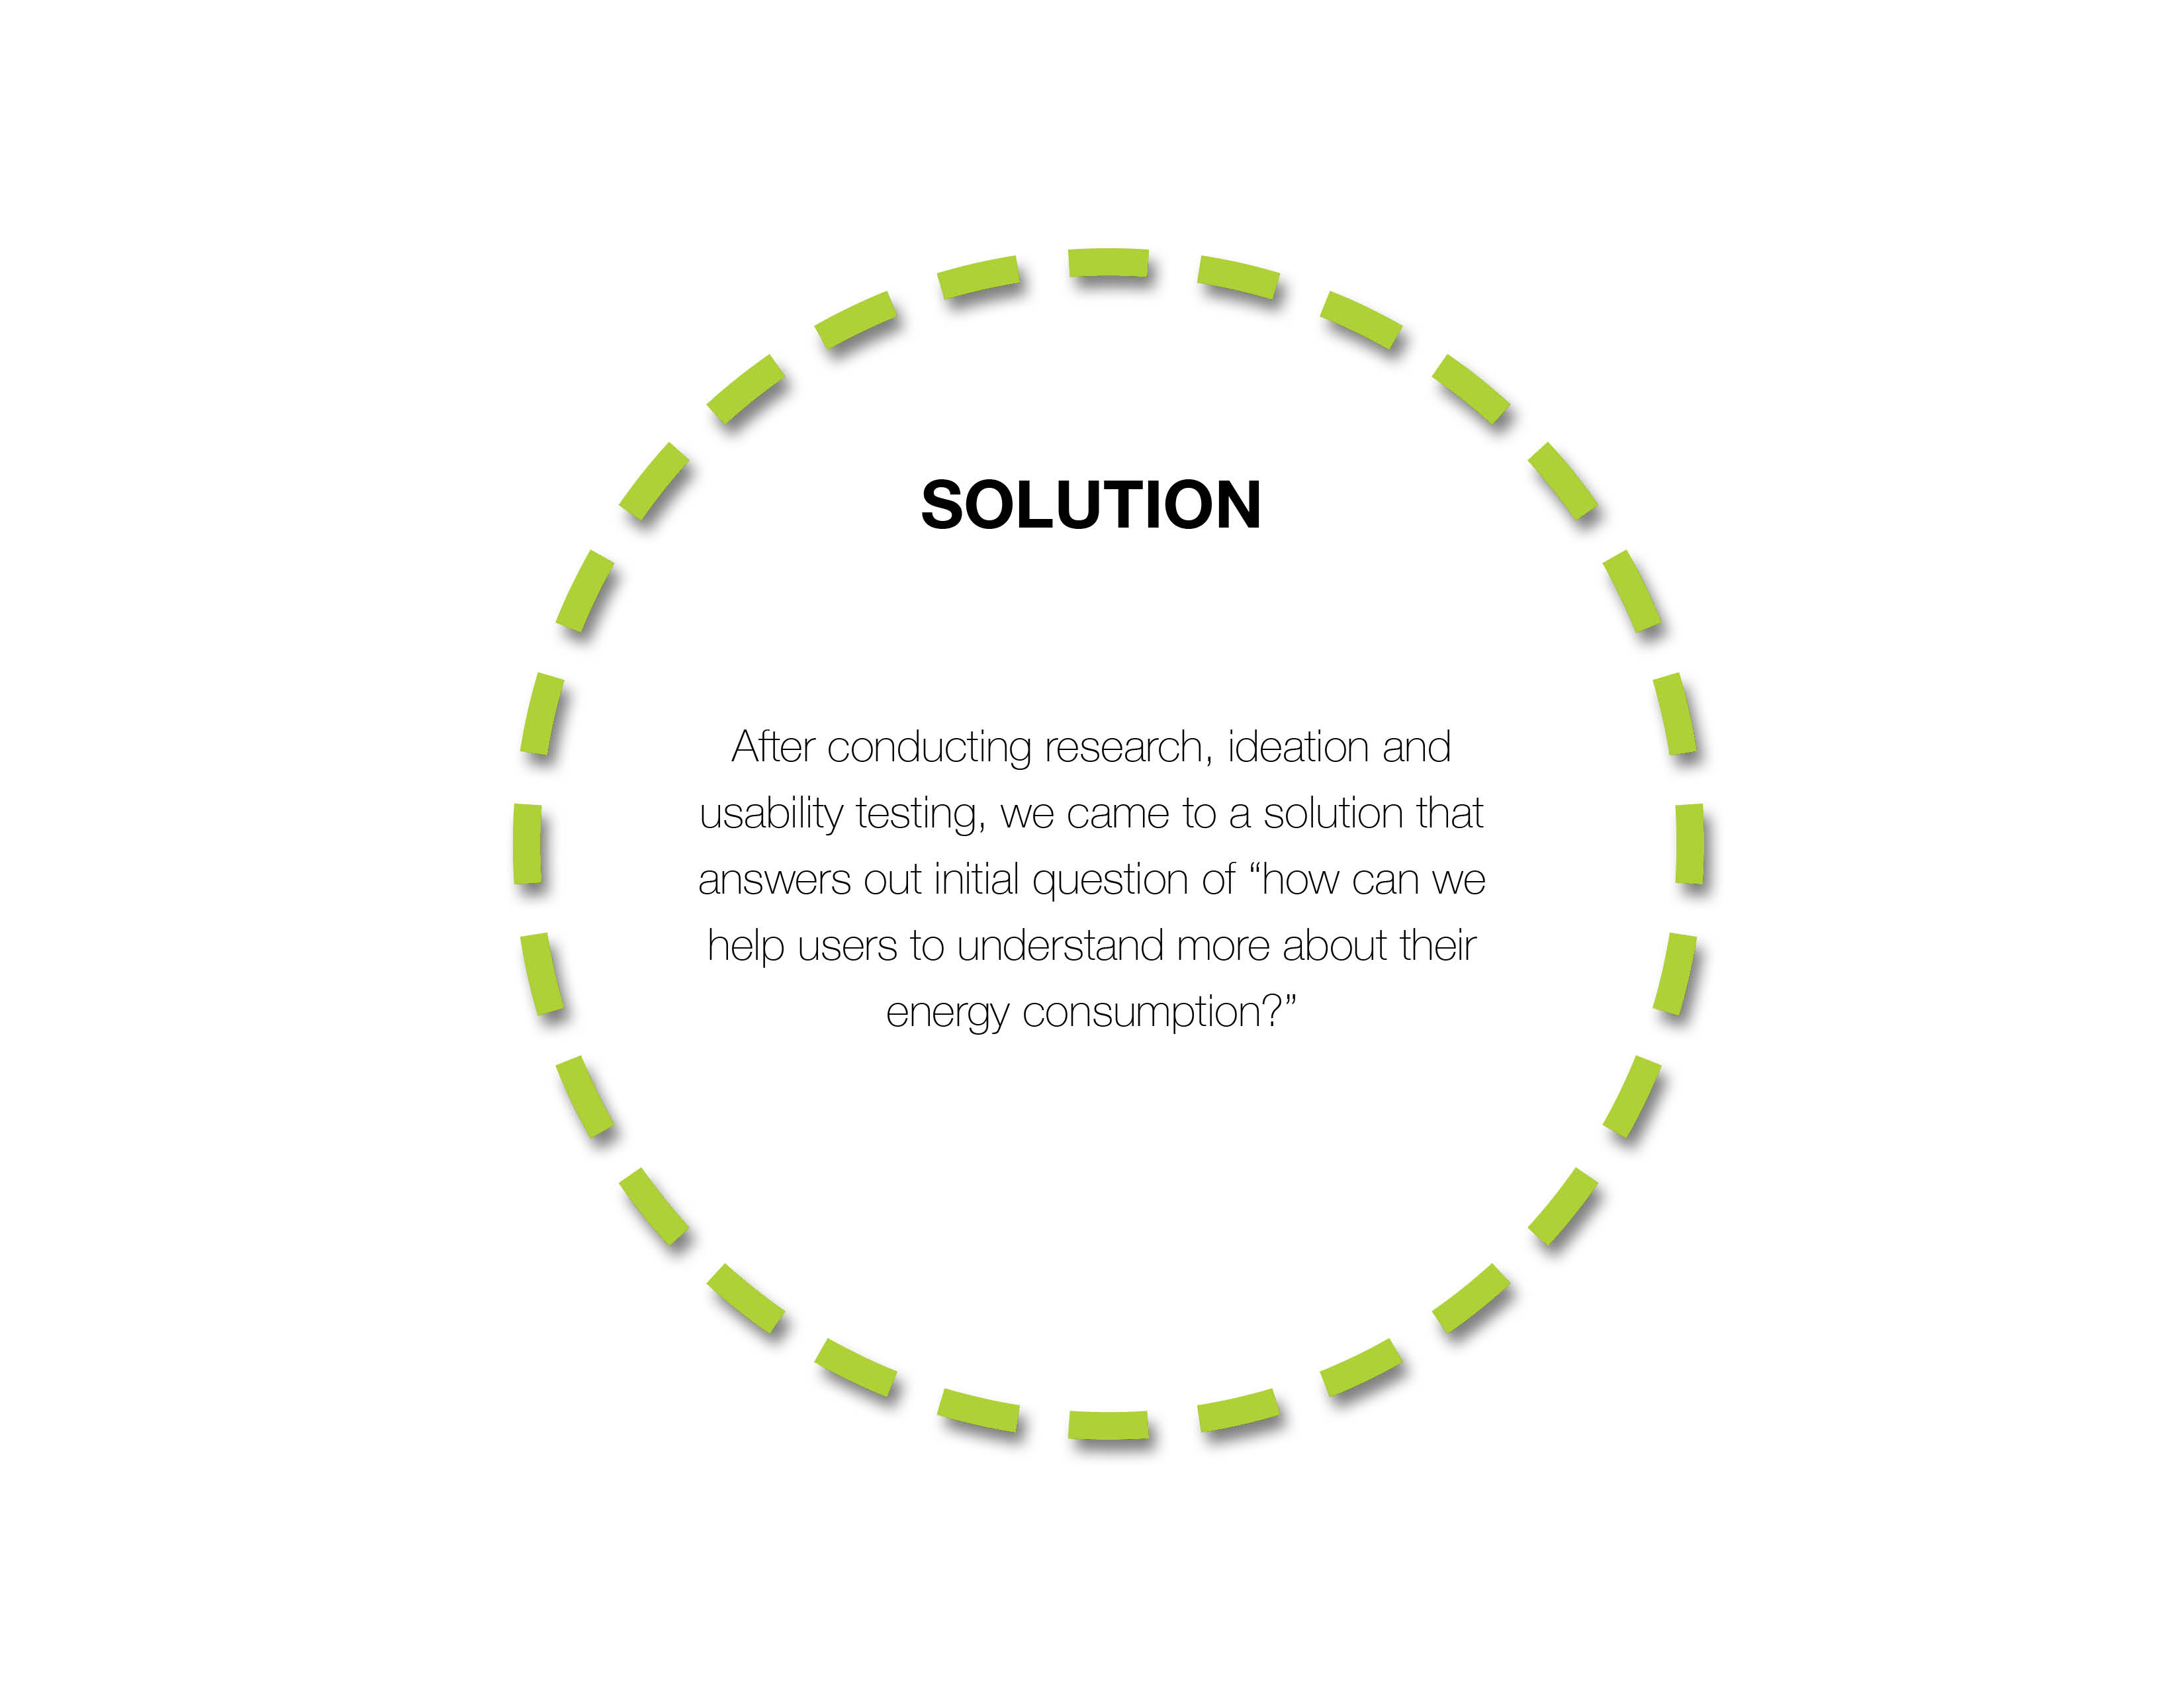 SOLUTION
After conducting research, ideation and
usability testing, we came to a solution that
answers out initial question of “how can we
help users to understand more about their
energy consumption?”